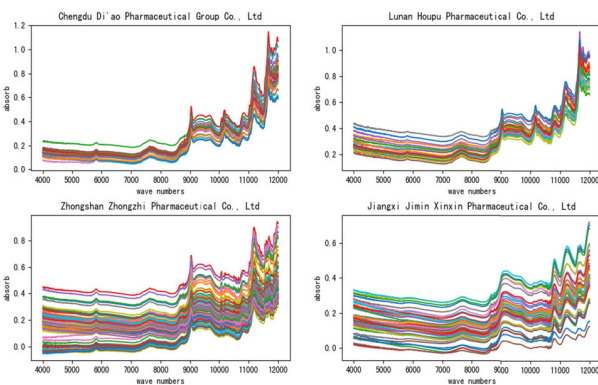 Chengdu Di'ao Pharmaceutical Group Co., Ltd
1.2
1.0
0.8
0.6
0.4
0.2
0.0
absorb
4000 5000 6000 7000 8000 9000 10000 11000 12000
wave numbers
Lunan Houpu Pharmaceutical Co., Ltd
1.0
0.8
0.6
0.4
0.2
absorb
4000 5000 6000 7000 8000 9000 10000 11000 12000
wave numbers
Zhongshan Zhongzhi Pharmaceutical Co., Ltd
0.8
0.6
0.4
0.2
0.0
absorb
4000 5000 6000 7000 8000 9000 10000 11000 12000
wave numbers
Jiangxi Jimin Xinxin Pharmaceutical Co., Ltd
0.6
0.4
0.2
0.0
absorb
4000 5000 6000 7000 8000 9000 10000 11000 12000
wave numbers